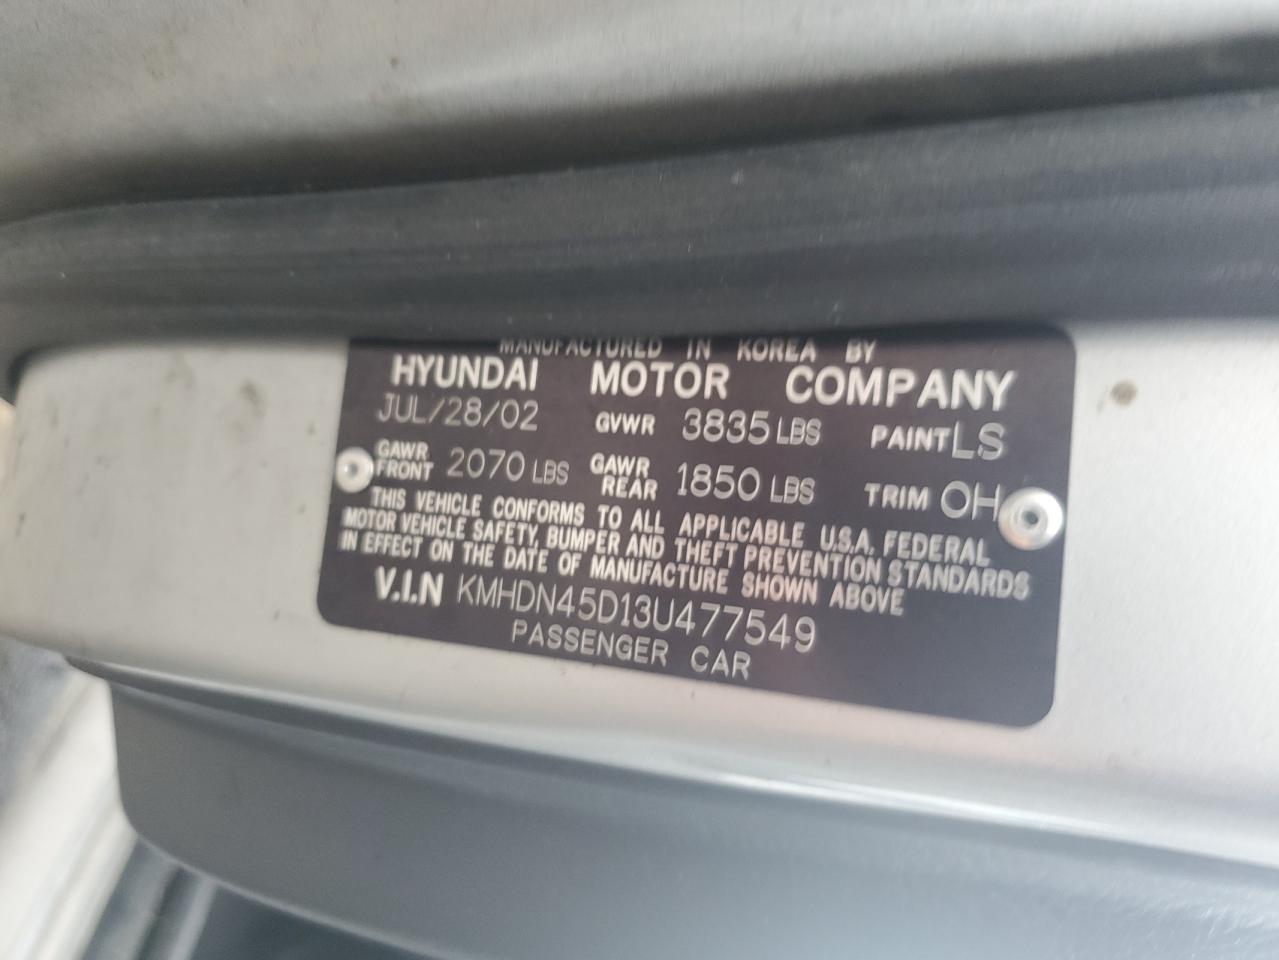 MANUFACTURED IN KOREA BY
HYUNDAI MOTOR COMPANY
JUL/28/02 GVWR 3835 LBS PAINT LS
GAWR FRONT 2070 LBS GAWR REAR 1850 LBS TRIM OH
THIS VEHICLE CONFORMS TO ALL APPLICABLE U.S.A. FEDERAL
MOTOR VEHICLE SAFETY, BUMPER AND THEFT PREVENTION STANDARDS
IN EFFECT ON THE DATE OF MANUFACTURE SHOWN ABOVE
V.I.N KMHDN45D13U477549
PASSENGER CAR